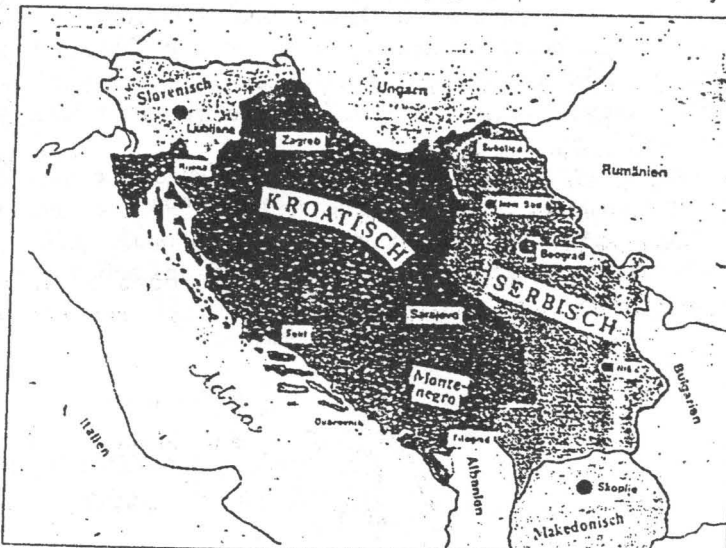 Slovenisch
Ljubljana
Ungarn
Zagreb
Subotica
Rijeka
Rumänien
Novi Sad
KROATISCH
Beograd
SERBISCH
Sarajevo
Split
Adria
Monte-
negro
Niš
Bulgarien
Dubrovnik
Titograd
Italien
Albanien
Skoplje
Makedonisch